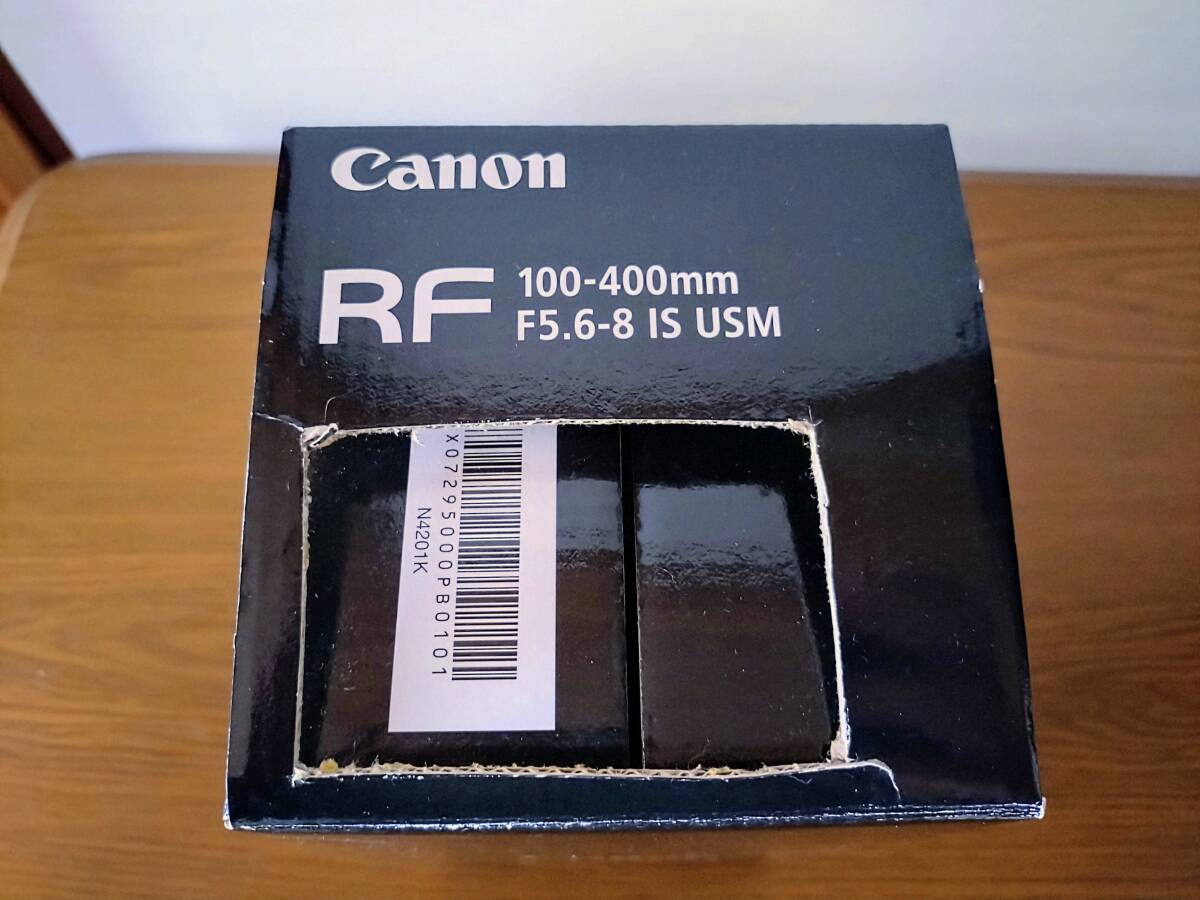 Canon
RF 100-400mm
F5.6-8 IS USM
X07295000PB0101
N4201K